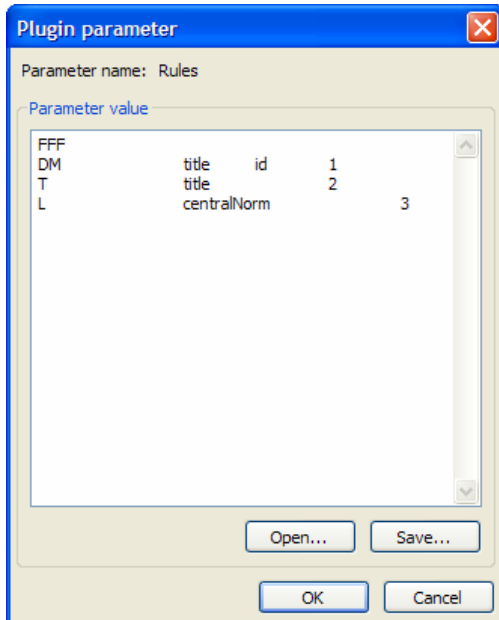 Plugin parameter
Parameter name: Rules
Parameter value
FFF
DM title id 1
T title 2
L centralNorm 3
Open... Save...
OK Cancel